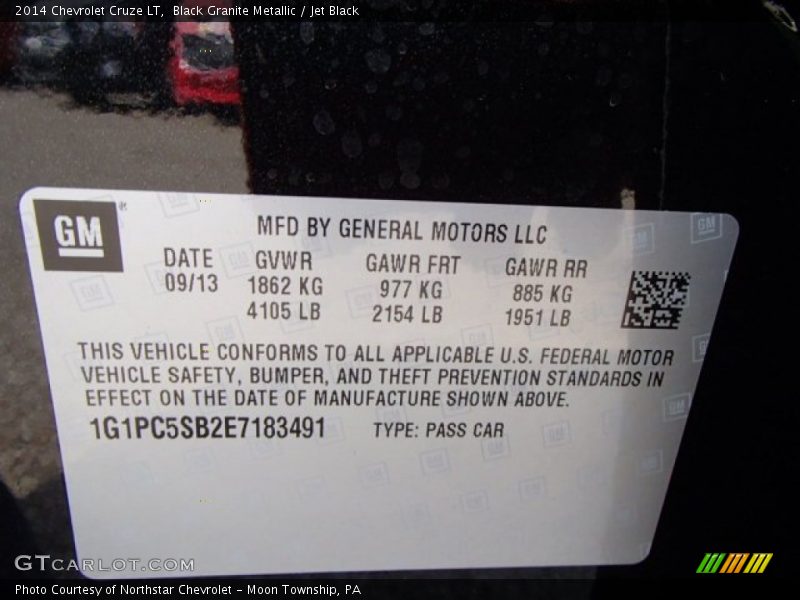 2014 Chevrolet Cruze LT,  Black Granite Metallic / Jet Black
GM
MFD BY GENERAL MOTORS LLC
DATE GVWR GAWR FRT GAWR RR
09/13 1862 KG 977 KG 885 KG
4105 LB 2154 LB 1951 LB
THIS VEHICLE CONFORMS TO ALL APPLICABLE U.S. FEDERAL MOTOR
VEHICLE SAFETY, BUMPER, AND THEFT PREVENTION STANDARDS IN
EFFECT ON THE DATE OF MANUFACTURE SHOWN ABOVE.
1G1PC5SB2E7183491 TYPE: PASS CAR
GTCARLOT.COM
Photo Courtesy of Northstar Chevrolet - Moon Township, PA